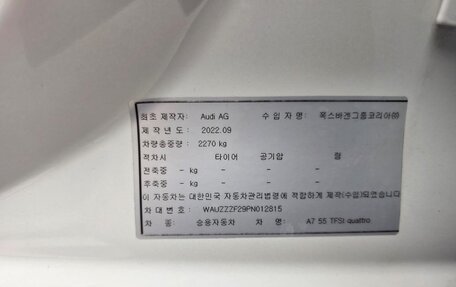 최초 제작자: Audi AG 수 입 자 명: 폭스바겐그룹코리아㈜
제 작 년 도 : 2022.09
차량총중량 : 2270 kg
적차시 타이어 공기압 림
전축중 - kg
후축중 - kg
이 자동차는 대한민국 자동차관리법령에 적합하게 제작(수입)되었습니다
차 대 번 호 : WAUZZZF29PN012815
차 종: 승용자동차 차 명: A7 55 TFSI quattro